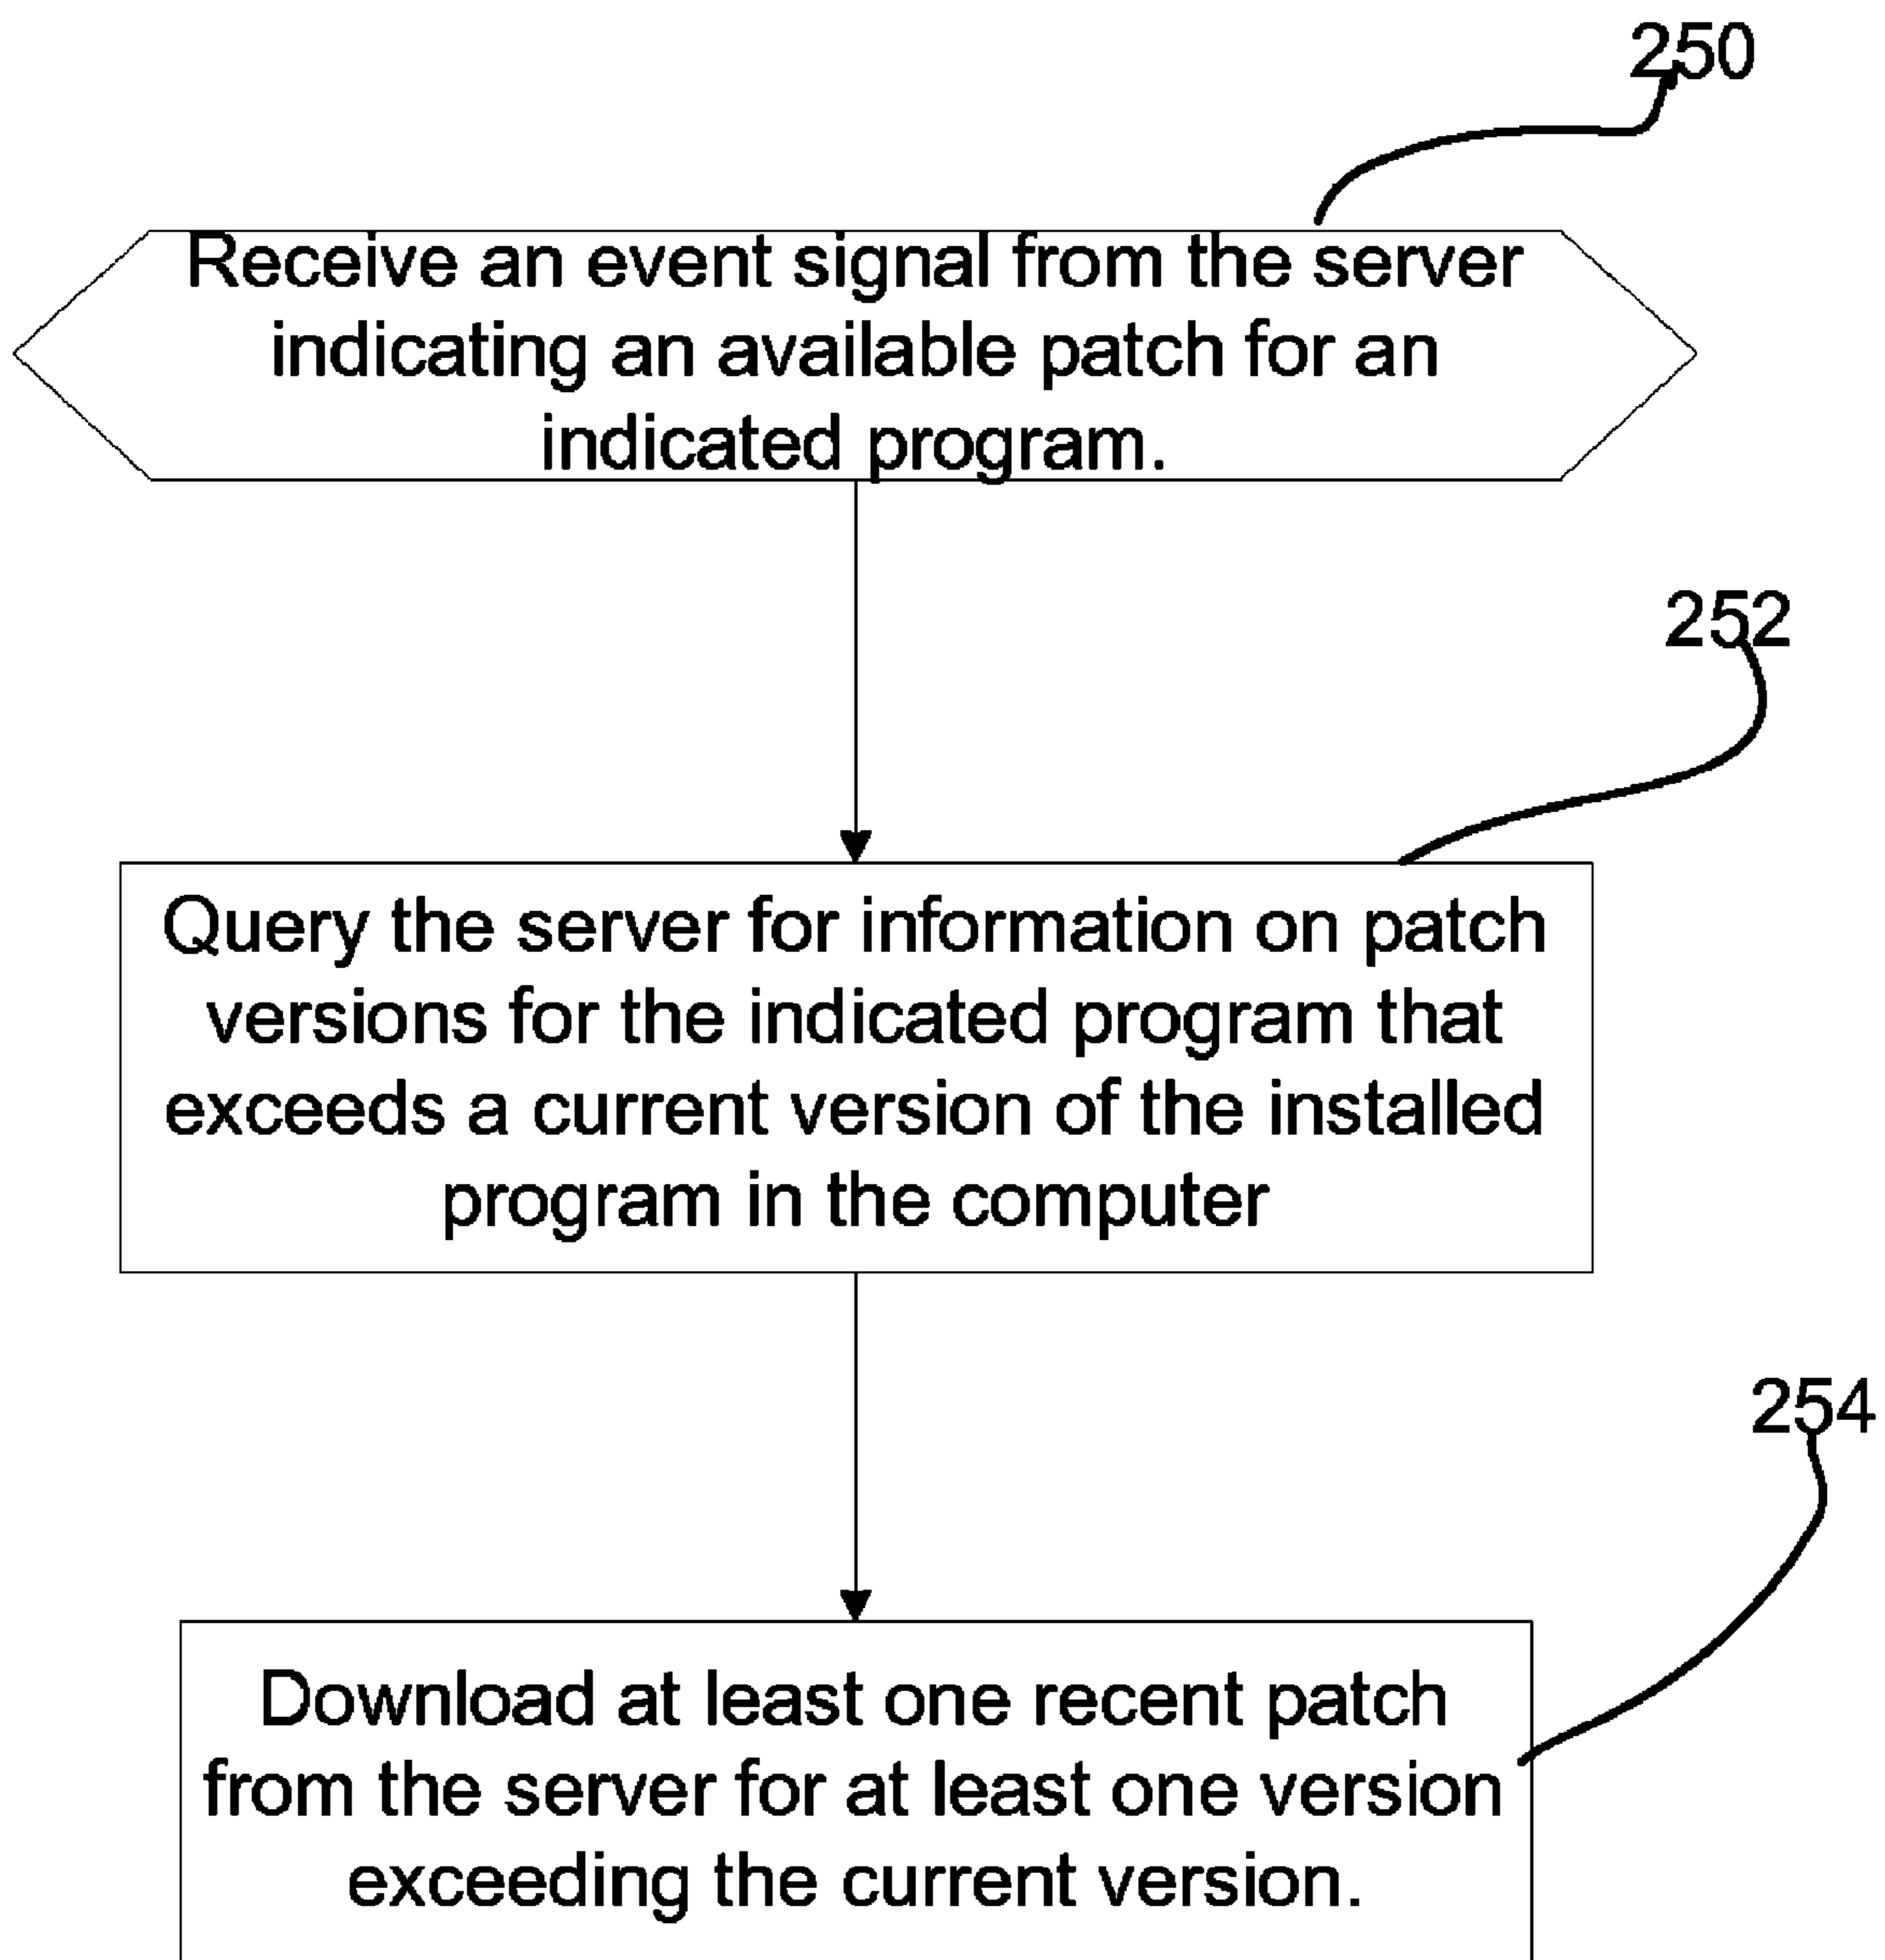 250
Receive an event signal from the server
indicating an available patch for an
indicated program.
252
Query the server for information on patch
versions for the indicated program that
exceeds a current version of the installed
program in the computer
254
Download at least one recent patch
from the server for at least one version
exceeding the current version.